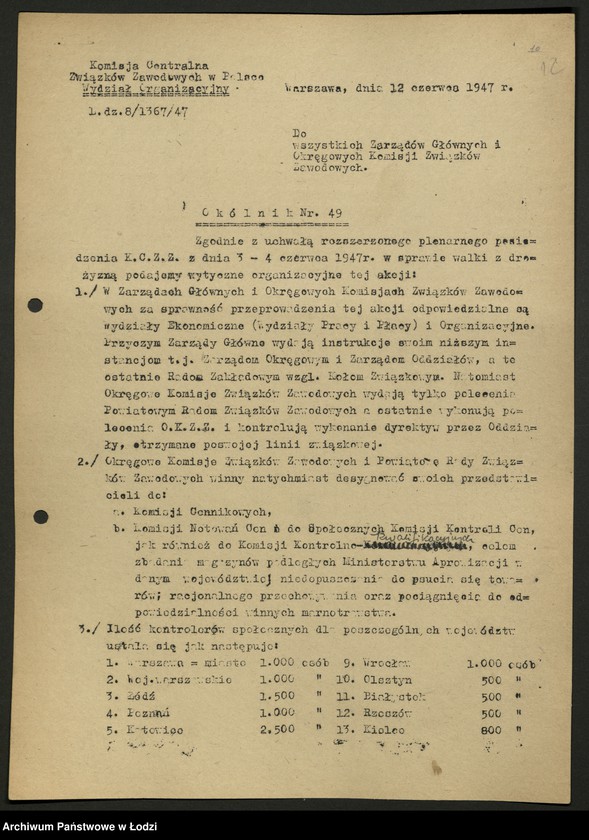 10
12
Komisja Centralna
Związków Zawodowych w Polsce
Wydział Organizacyjny
Warszawa, dnia 12 czerwca 1947 r.
L.dz.8/1367/47
Do
wszystkich Zarządów Głównych i
Okręgowych Komisji Związków
Zawodowych.
O k ó l n i k Nr. 49
Zgodnie z uchwałą rozszerzonego plenarnego posie=
dzenia K.C.Z.Z. z dnia 3 - 4 czerwca 1947r. w sprawie walki z dro=
żyzną podajemy wytyczne organizacyjne tej akcji:
1./ W Zarządach Głównych i Okręgowych Komisjach Związków Zawodo=
wych za sprawność przeprowadzenia tej akcji odpowiedzialne są
wydziały Ekonomiczne (Wydziały Pracy i Płacy) i Organizacyjne.
Przyczym Zarządy Główne wydają instrukcje swoim niższym in=
stancjom t.j. Zarządom Okręgowym i Zarządom Oddziałów, a te
ostatnie Radom Zakładowym wzgl. Kołom Związkowym. Natomiast
Okręgowe Komisje Związków Zawodowych wydają tylko polecenia
Powiatowym Radom Związków Zawodowych a ostatnie wykonują po=
lecenia O.K.Z.Z. i kontrolują wykonanie dyrektyw przez Oddzia=
ły, otrzymane poswojej linii związkowej.
2./ Okręgowe Komisje Związków Zawodowych i Powiatowe Rady Związ=
ków Zawodowych winny natychmiast desygnować swoich przedstawi=
cieli do:
a. Komisji Cennikowych,
b. Komisji Notowań Cen i do Społecznych Komisji Kontroli Cen,
kwalifikacyjnych
jak również do Komisji Kontrolno-, celem
zbadania magazynów podległych Ministerstwu Aprowizacji w
danym województwie, niedopuszczenia do psucia się towa=
rów, racjonalnego przechowywania oraz pociągnięcia do od=
powiedzialności winnych marnotrawstwa.
3./ Ilość kontrolerów społecznych dla poszczególnych województw
ustala się jak następuje:
1. Warszawa = miasto 1.000 osób 9. Wrocław 1.000 osób
2. Woj.warszawskie 1.000 " 10. Olsztyn 500 "
3. Łódź 1.500 " 11. Białystok 500 "
4. Poznań 1.000 " 12. Rzeszów 500 "
5. Katowice 2.500 " 13. Kielce 800 "
Archiwum Państwowe w Łodzi